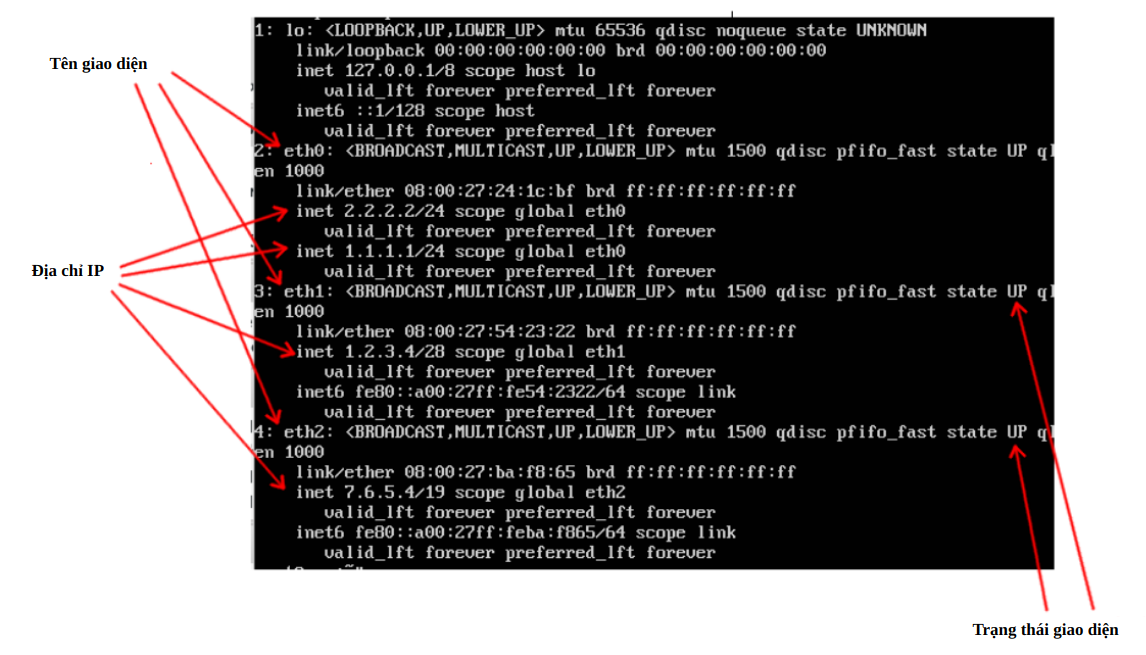 1: lo: <LOOPBACK,UP,LOWER_UP> mtu 65536 qdisc noqueue state UNKNOWN
link/loopback 00:00:00:00:00:00 brd 00:00:00:00:00:00
Tên giao diện
inet 127.0.0.1/8 scope host lo
valid_lft forever preferred_lft forever
inet6 ::1/128 scope host
valid_lft forever preferred_lft forever
2: eth0: <BROADCAST,MULTICAST,UP,LOWER_UP> mtu 1500 qdisc pfifo_fast state UP ql
en 1000
link/ether 08:00:27:24:1c:bf brd ff:ff:ff:ff:ff:ff
inet 2.2.2.2/24 scope global eth0
valid_lft forever preferred_lft forever
inet 1.1.1.1/24 scope global eth0
Địa chỉ IP
valid_lft forever preferred_lft forever
3: eth1: <BROADCAST,MULTICAST,UP,LOWER_UP> mtu 1500 qdisc pfifo_fast state UP ql
en 1000
link/ether 08:00:27:54:23:22 brd ff:ff:ff:ff:ff:ff
inet 1.2.3.4/28 scope global eth1
valid_lft forever preferred_lft forever
inet6 fe80::a00:27ff:fe54:2322/64 scope link
valid_lft forever preferred_lft forever
4: eth2: <BROADCAST,MULTICAST,UP,LOWER_UP> mtu 1500 qdisc pfifo_fast state UP ql
en 1000
link/ether 08:00:27:ba:f8:65 brd ff:ff:ff:ff:ff:ff
inet 7.6.5.4/19 scope global eth2
valid_lft forever preferred_lft forever
inet6 fe80::a00:27ff:feba:f865/64 scope link
valid_lft forever preferred_lft forever
Trạng thái giao diện